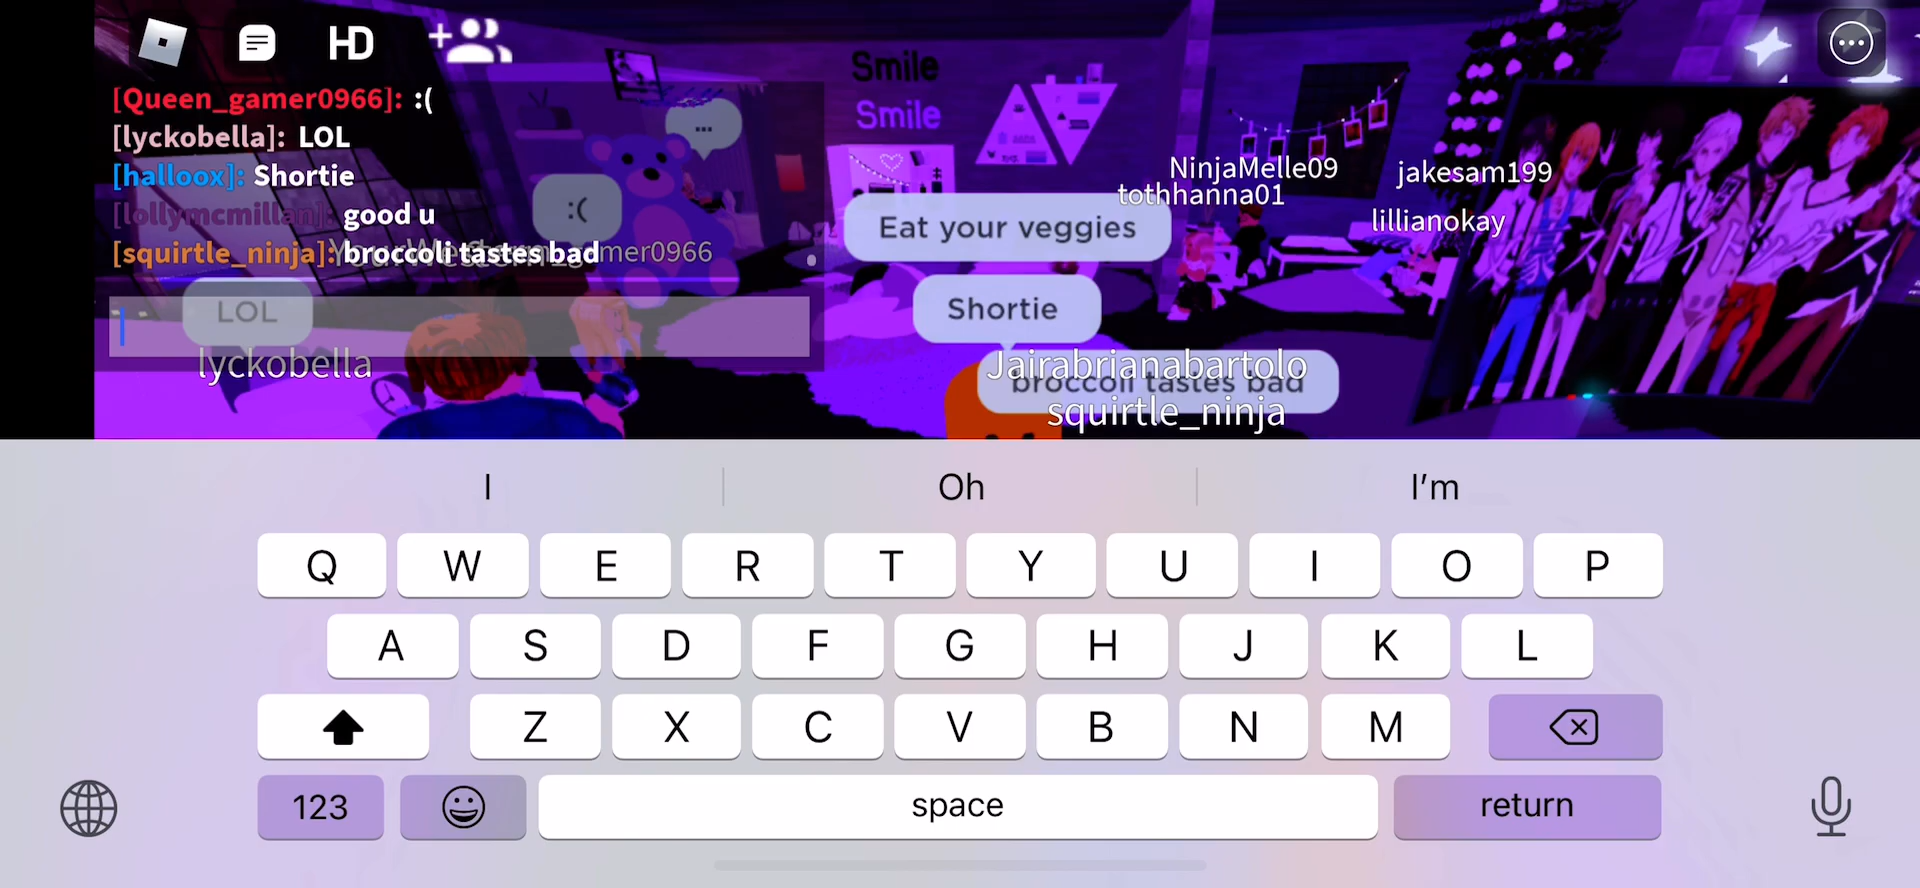 HD
[Queen_gamer0966]: :(
[lyckobella]: LOL
[halloox]: Shortie
[lollymcmillan]: good u
[squirtle_ninja]: broccoli tastes bad
...
:(
LOL
lyckobella
Smile
Smile
Eat your veggies
Shortie
broccoli tastes bad
Jairabrianabartolo
squirtle_ninja
NinjaMelle09
tothhanna01
jakesam199
lillianokay
I Oh I'm
Q W E R T Y U I O P
A S D F G H J K L
Z X C V B N M
123 space return